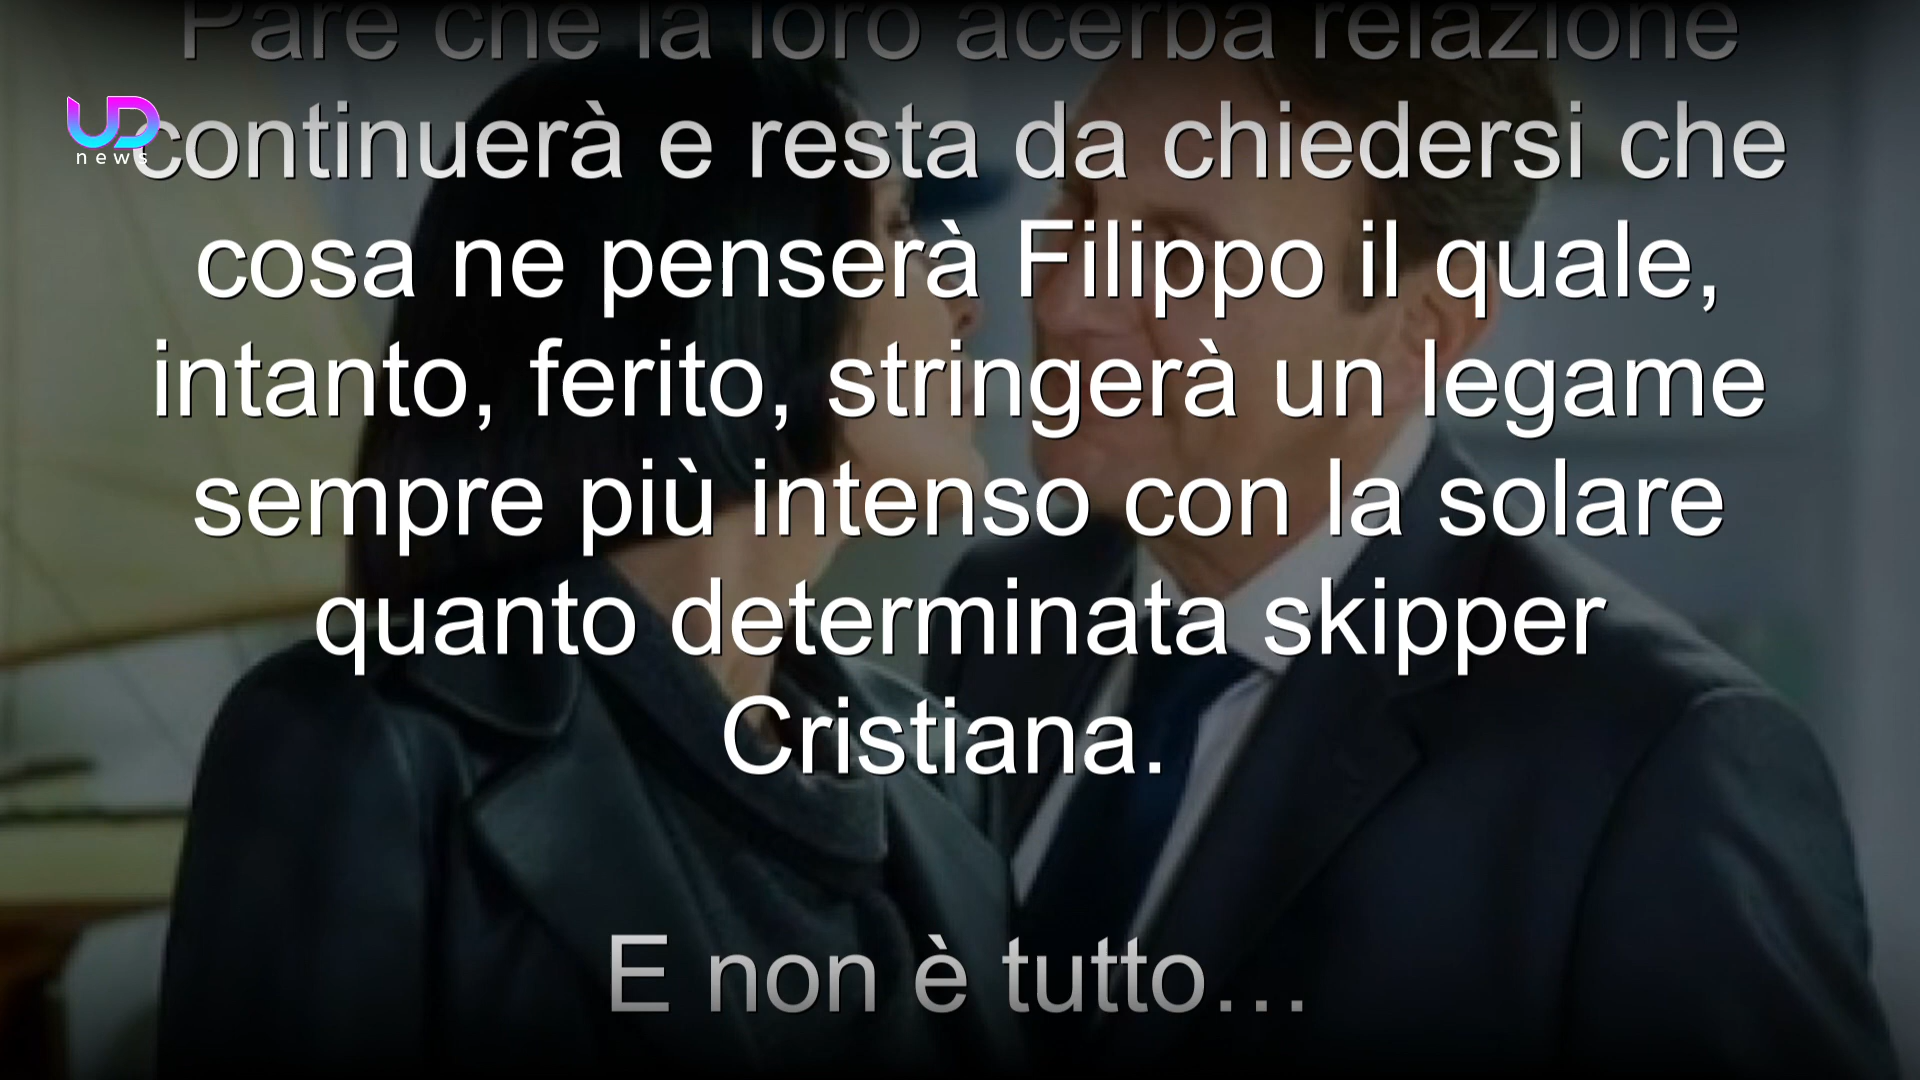 Pare che la loro acerba relazione
UD
news
continuerà e resta da chiedersi che
cosa ne penserà Filippo il quale,
intanto, ferito, stringerà un legame
sempre più intenso con la solare
quanto determinata skipper
Cristiana.
E non è tutto…